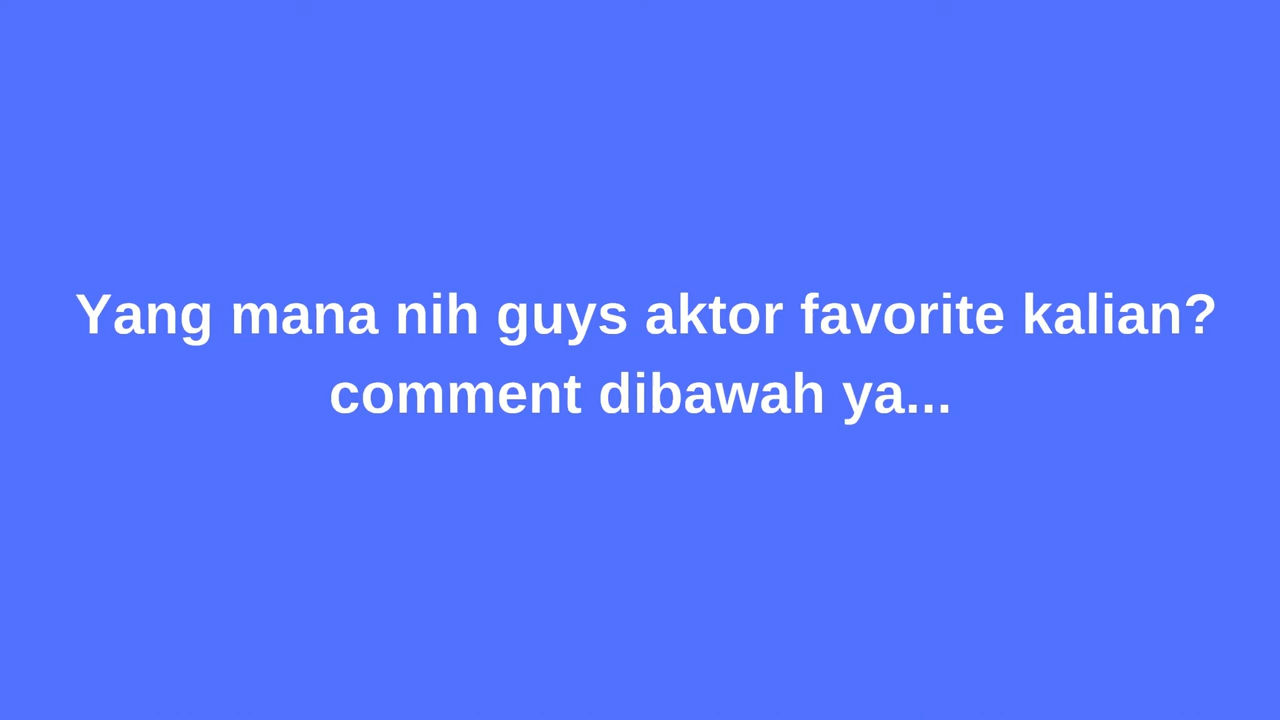 Yang mana nih guys aktor favorite kalian?
comment dibawah ya...